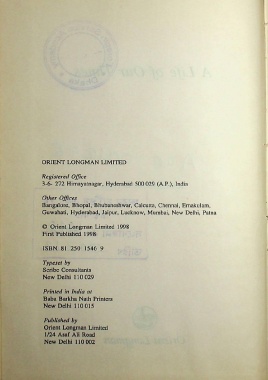 ORIENT LONGMAN LIMITED
Registered Office
3-6- 272 Himayatnagar, Hyderabad 500 029 (A.P.), India
Other Offices
Bangalore, Bhopal, Bhubaneshwar, Calcutta, Chennai, Ernakulam,
Guwahati, Hyderabad, Jaipur, Lucknow, Mumbai, New Delhi, Patna
© Orient Longman Limited 1998
First Published 1998
ISBN 81 250 1546 9
Typeset by
Scribe Consultants
New Delhi 110 029
Printed in India at
Baba Barkha Nath Printers
New Delhi 110 015
Published by
Orient Longman Limited
1/24 Asaf Ali Road
New Delhi 110 002